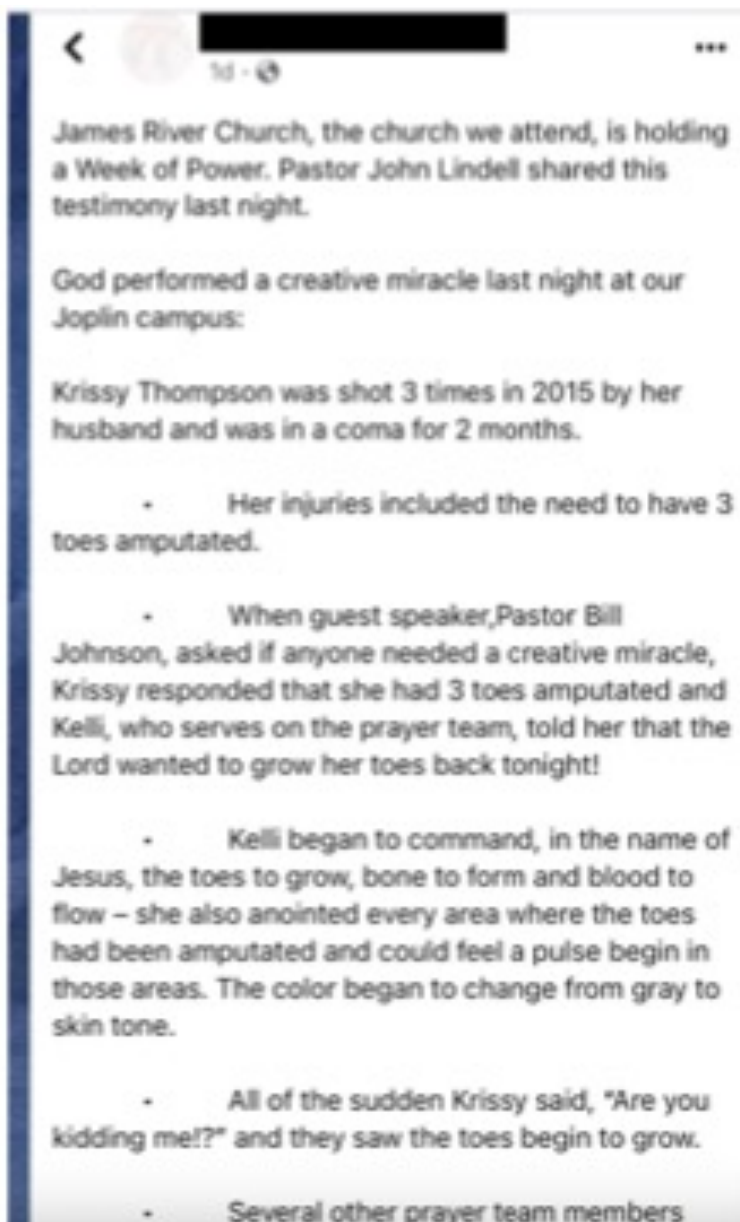 1d ·
James River Church, the church we attend, is holding
a Week of Power. Pastor John Lindell shared this
testimony last night.
God performed a creative miracle last night at our
Joplin campus:
Krissy Thompson was shot 3 times in 2015 by her
husband and was in a coma for 2 months.
- Her injuries included the need to have 3
toes amputated.
- When guest speaker,Pastor Bill
Johnson, asked if anyone needed a creative miracle,
Krissy responded that she had 3 toes amputated and
Kelli, who serves on the prayer team, told her that the
Lord wanted to grow her toes back tonight!
- Kelli began to command, in the name of
Jesus, the toes to grow, bone to form and blood to
flow – she also anointed every area where the toes
had been amputated and could feel a pulse begin in
those areas. The color began to change from gray to
skin tone.
- All of the sudden Krissy said, "Are you
kidding me!?" and they saw the toes begin to grow.
- Several other prayer team members